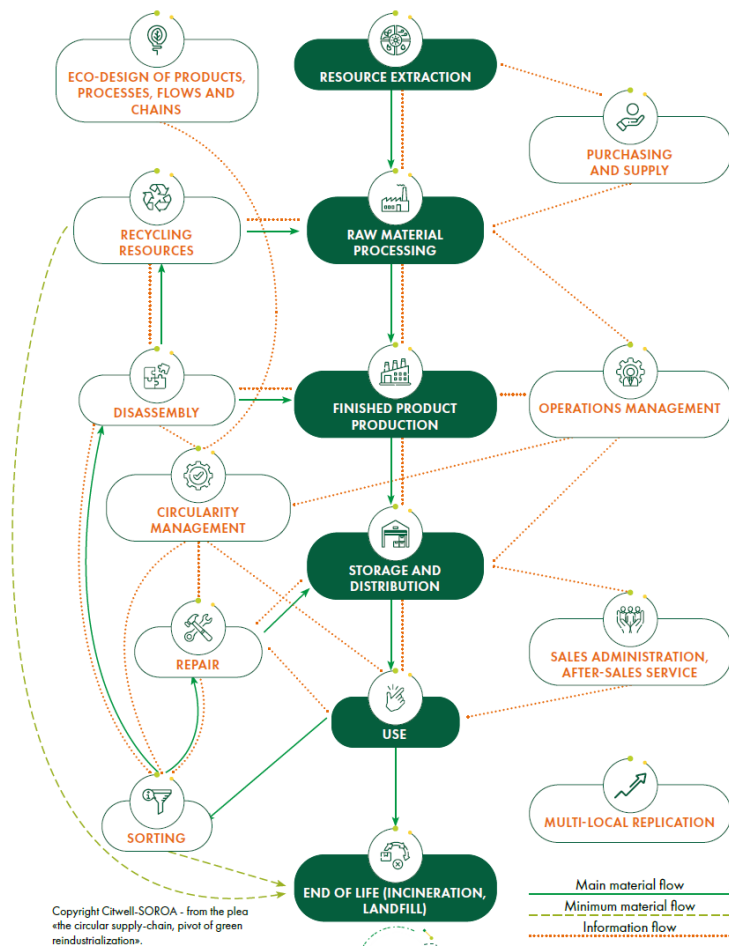 ECO-DESIGN OF PRODUCTS,
PROCESSES, FLOWS AND
CHAINS
RESOURCE EXTRACTION
PURCHASING
AND SUPPLY
RECYCLING
RESOURCES
RAW MATERIAL
PROCESSING
DISASSEMBLY
FINISHED PRODUCT
PRODUCTION
OPERATIONS MANAGEMENT
CIRCULARITY
MANAGEMENT
STORAGE AND
DISTRIBUTION
REPAIR
SALES ADMINISTRATION,
AFTER-SALES SERVICE
USE
SORTING
MULTI-LOCAL REPLICATION
END OF LIFE (INCINERATION,
LANDFILL)
Main material flow
Minimum material flow
Information flow
Copyright Citwell-SOROA - from the plea
«the circular supply-chain, pivot of green
reindustrialization».